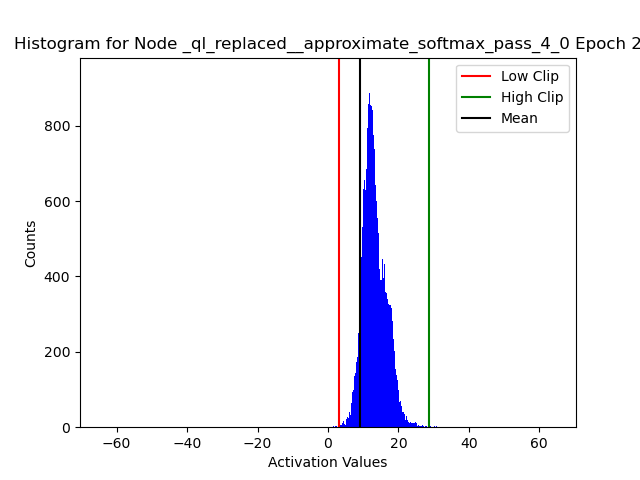 Histogram for Node _ql_replaced__approximate_softmax_pass_4_0 Epoch 2
Low Clip
High Clip
Mean
Counts
800
600
400
200
0
−60
−40
−20
0
20
40
60
Activation Values